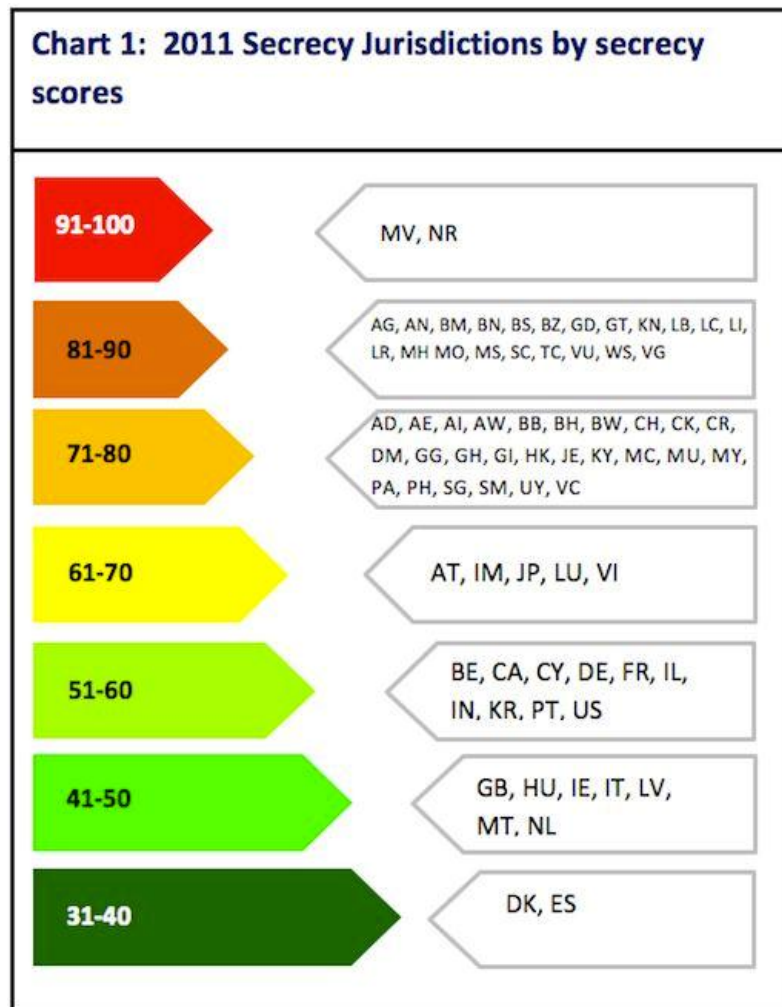 Chart 1: 2011 Secrecy Jurisdictions by secrecy
scores
91-100
MV, NR
81-90
AG, AN, BM, BN, BS, BZ, GD, GT, KN, LB, LC, LI,
LR, MH MO, MS, SC, TC, VU, WS, VG
71-80
AD, AE, AI, AW, BB, BH, BW, CH, CK, CR,
DM, GG, GH, GI, HK, JE, KY, MC, MU, MY,
PA, PH, SG, SM, UY, VC
61-70
AT, IM, JP, LU, VI
51-60
BE, CA, CY, DE, FR, IL,
IN, KR, PT, US
41-50
GB, HU, IE, IT, LV,
MT, NL
31-40
DK, ES